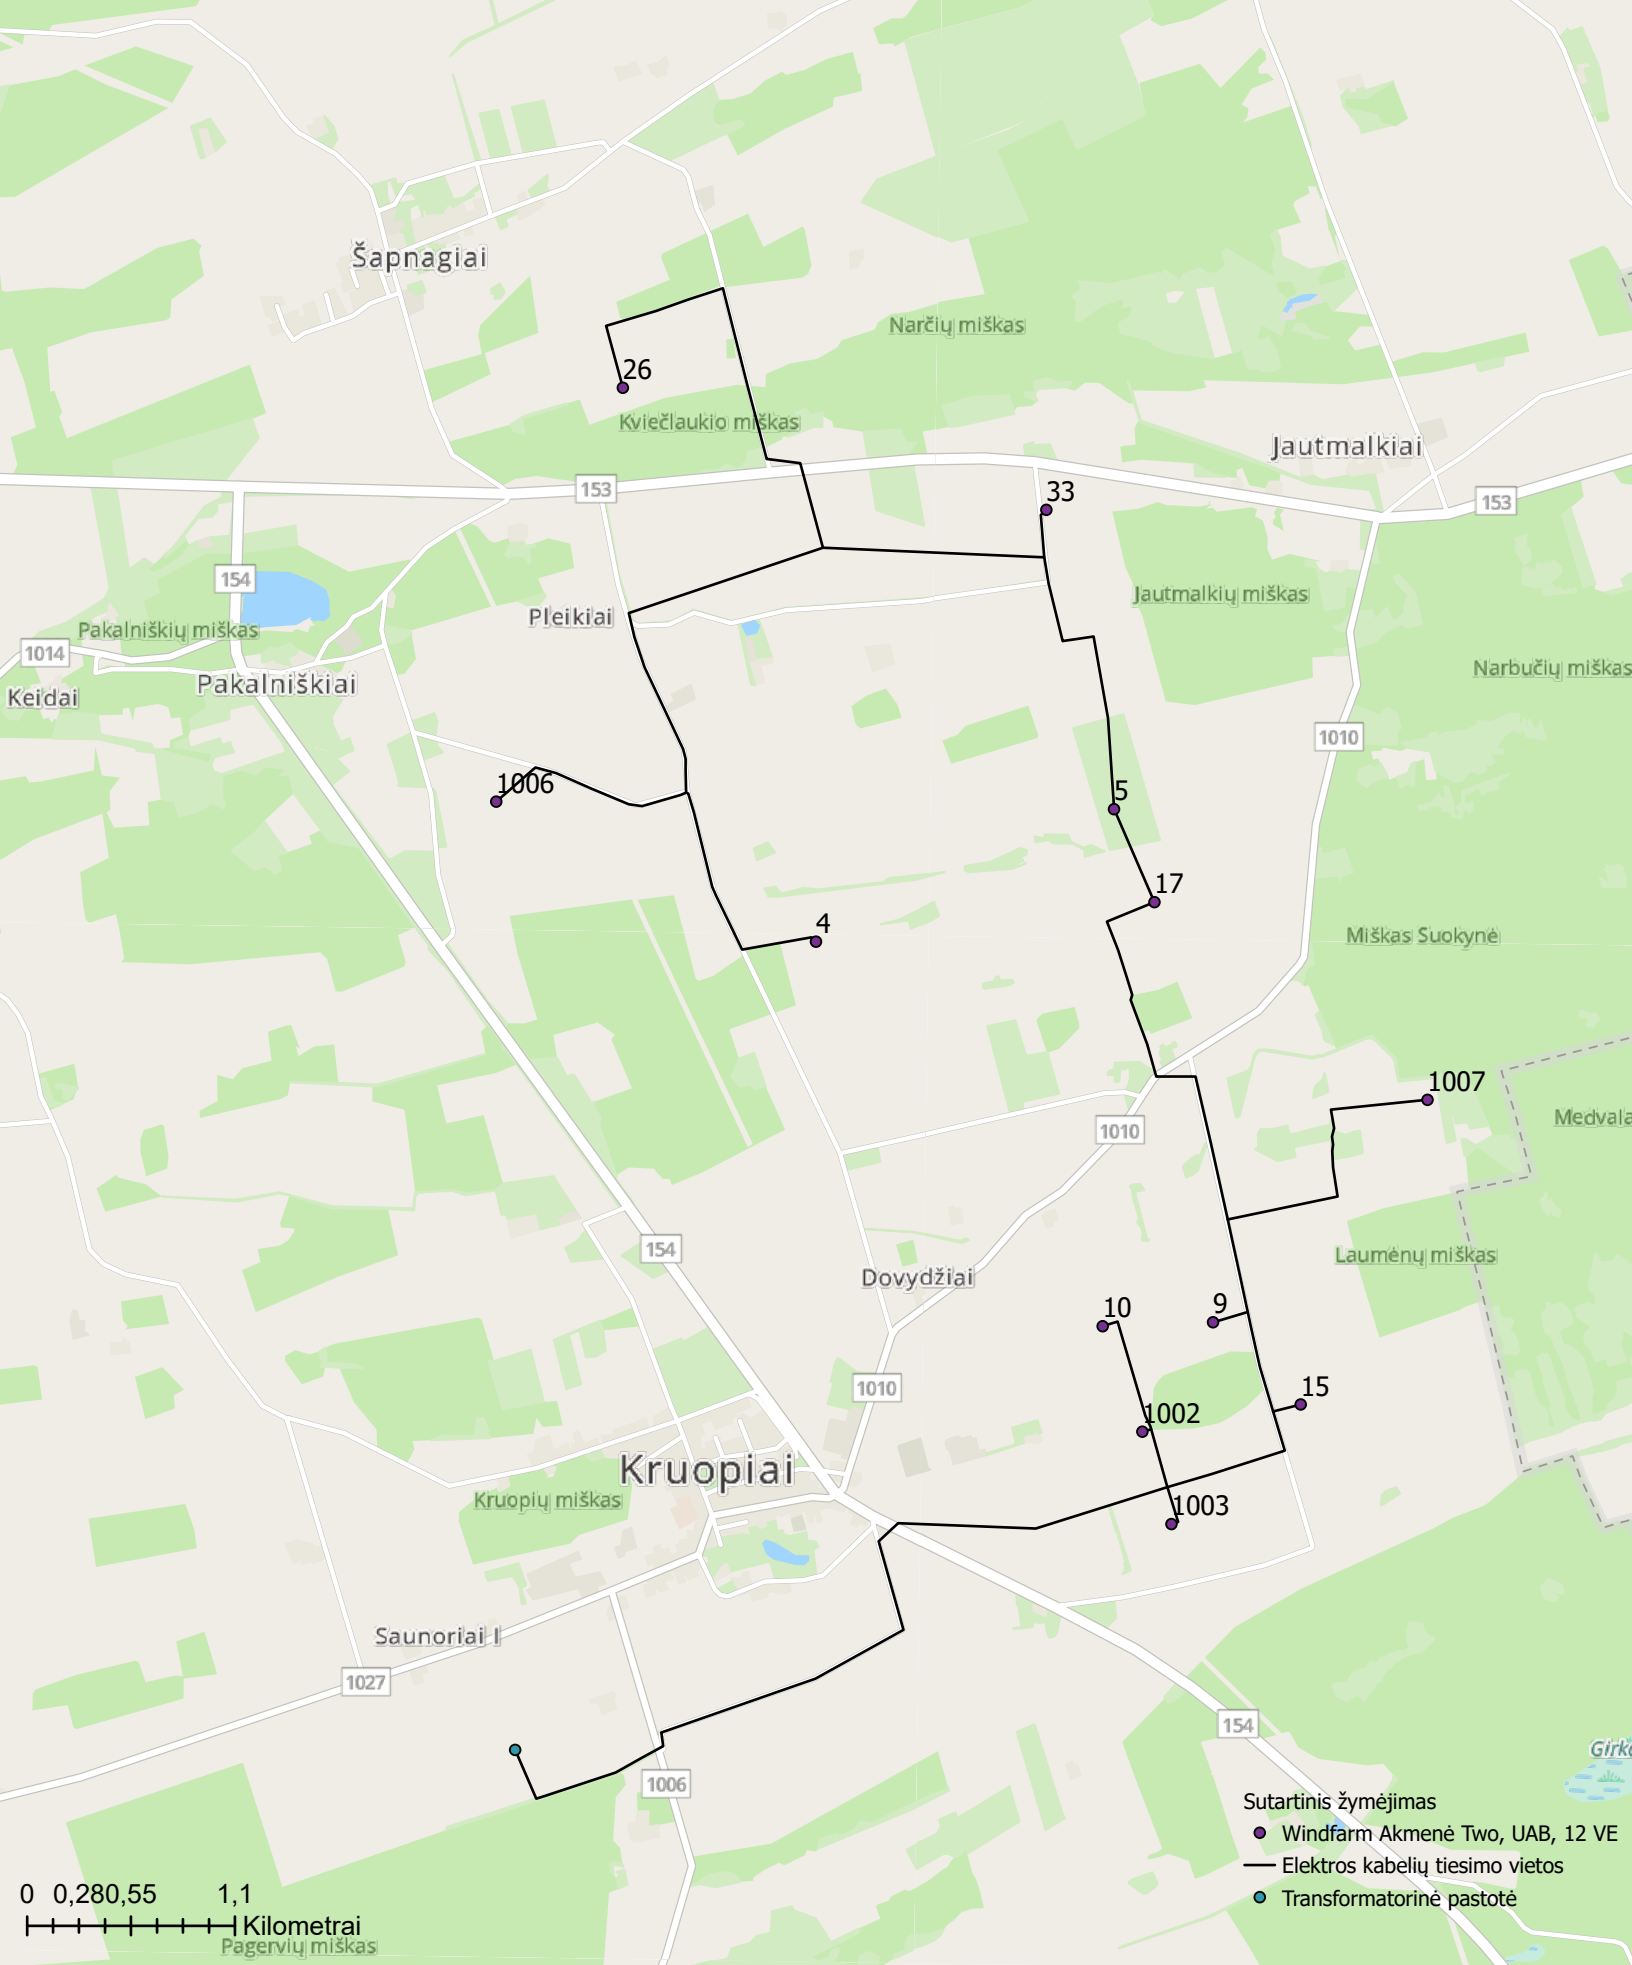 Šapnagiai
Narčių miškas
26
Kviečlaukio miškas
Jautmalkiai
153
33
153
154
Jautmalkių miškas
Pleikiai
Pakalniškių miškas
1014
Narbučių miškas
Pakalniškiai
Keidai
1010
1006
5
17
4
Miškas Suokynė
1007
Medvala
1010
154
Laumėnų miškas
Dovydžiai
10
9
1010
15
1002
Kruopiai
Kruopių miškas
1003
Saunoriai I
1027
154
Girk
1006
Sutartinis žymėjimas
Windfarm Akmenė Two, UAB, 12 VE
Elektros kabelių tiesimo vietos
Transformatorinė pastotė
0 0,280,55 1,1
Kilometrai
Pagervių miškas